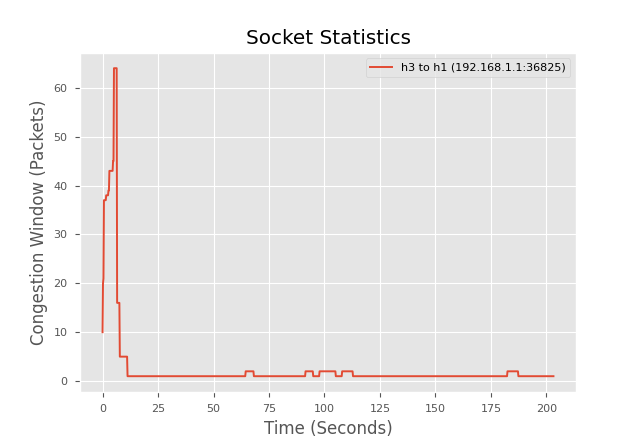 Socket Statistics
h3 to h1 (192.168.1.1:36825)
Congestion Window (Packets)
60
50
40
30
20
10
0
0 25 50 75 100 125 150 175 200
Time (Seconds)